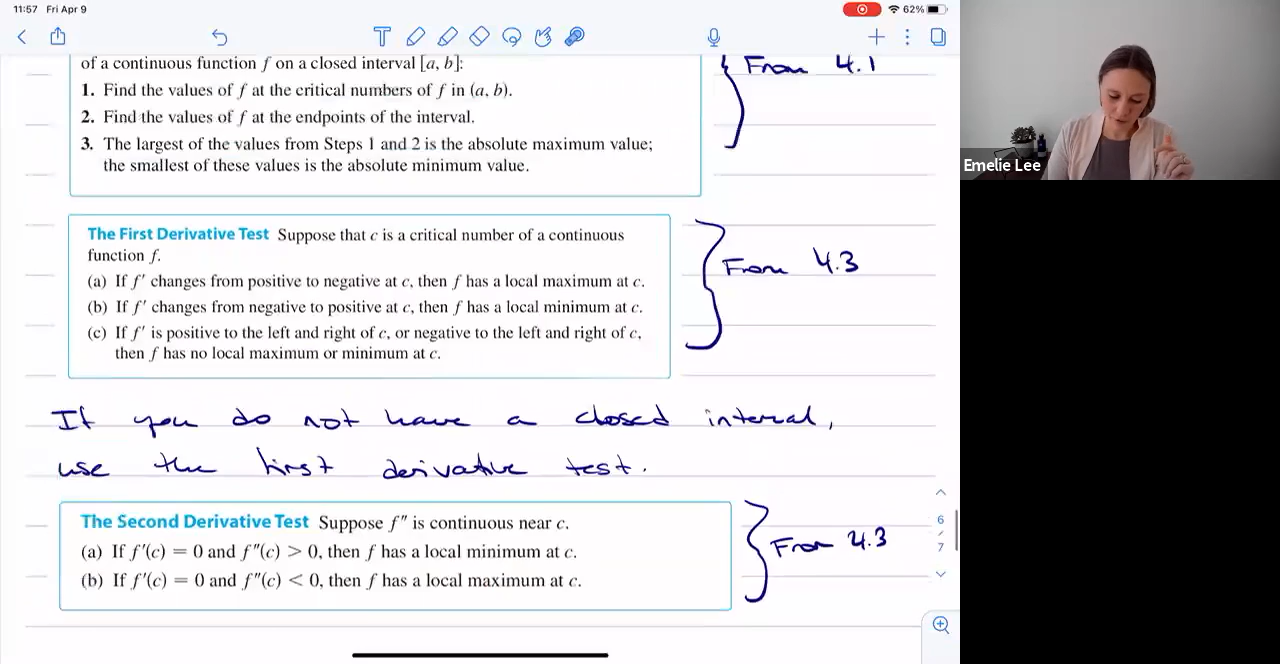 11:57 Fri Apr 9
62%
of a continuous function f on a closed interval [a, b]:
From 4.1
1. Find the values of f at the critical numbers of f in (a, b).
2. Find the values of f at the endpoints of the interval.
3. The largest of the values from Steps 1 and 2 is the absolute maximum value;
the smallest of these values is the absolute minimum value.
Emelie Lee
The First Derivative Test Suppose that c is a critical number of a continuous
function f.
(a) If f′ changes from positive to negative at c, then f has a local maximum at c.
(b) If f′ changes from negative to positive at c, then f has a local minimum at c.
(c) If f′ is positive to the left and right of c, or negative to the left and right of c,
then f has no local maximum or minimum at c.
From 4.3
If you do not have a closed interval,
use the first derivative test.
The Second Derivative Test Suppose f″ is continuous near c.
(a) If f′(c) = 0 and f″(c) > 0, then f has a local minimum at c.
(b) If f′(c) = 0 and f″(c) < 0, then f has a local maximum at c.
From 4.3
6
/
7